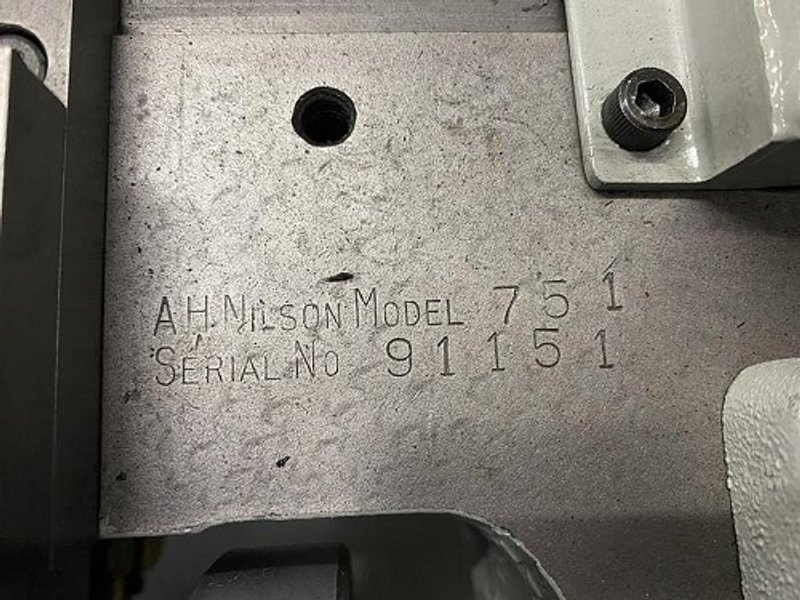 A.H. NILSON MODEL 751
SERIAL NO 91151